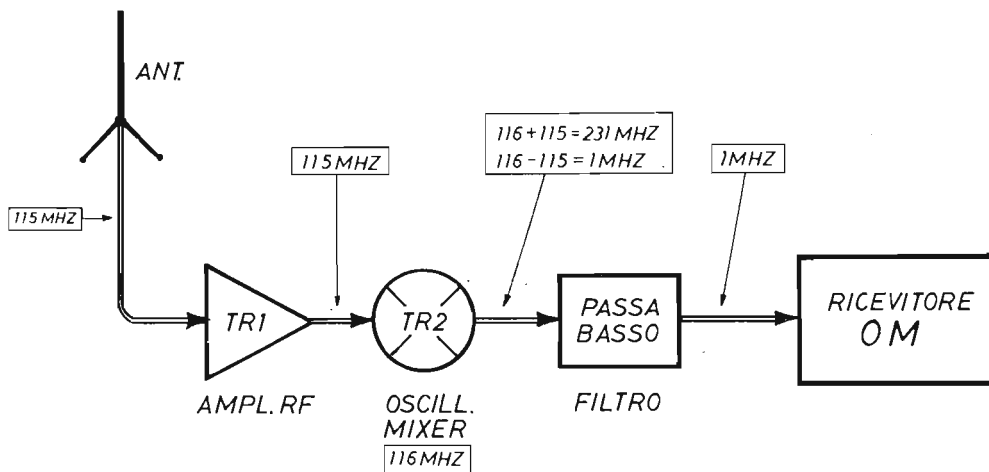 ANT.
115 MHZ
115 MHZ
116 + 115 = 231 MHZ
116 - 115 = 1 MHZ
1 MHZ
TR1
TR2
PASSA
BASSO
RICEVITORE
OM
AMPL. RF
OSCILL.
MIXER
116 MHZ
FILTRO